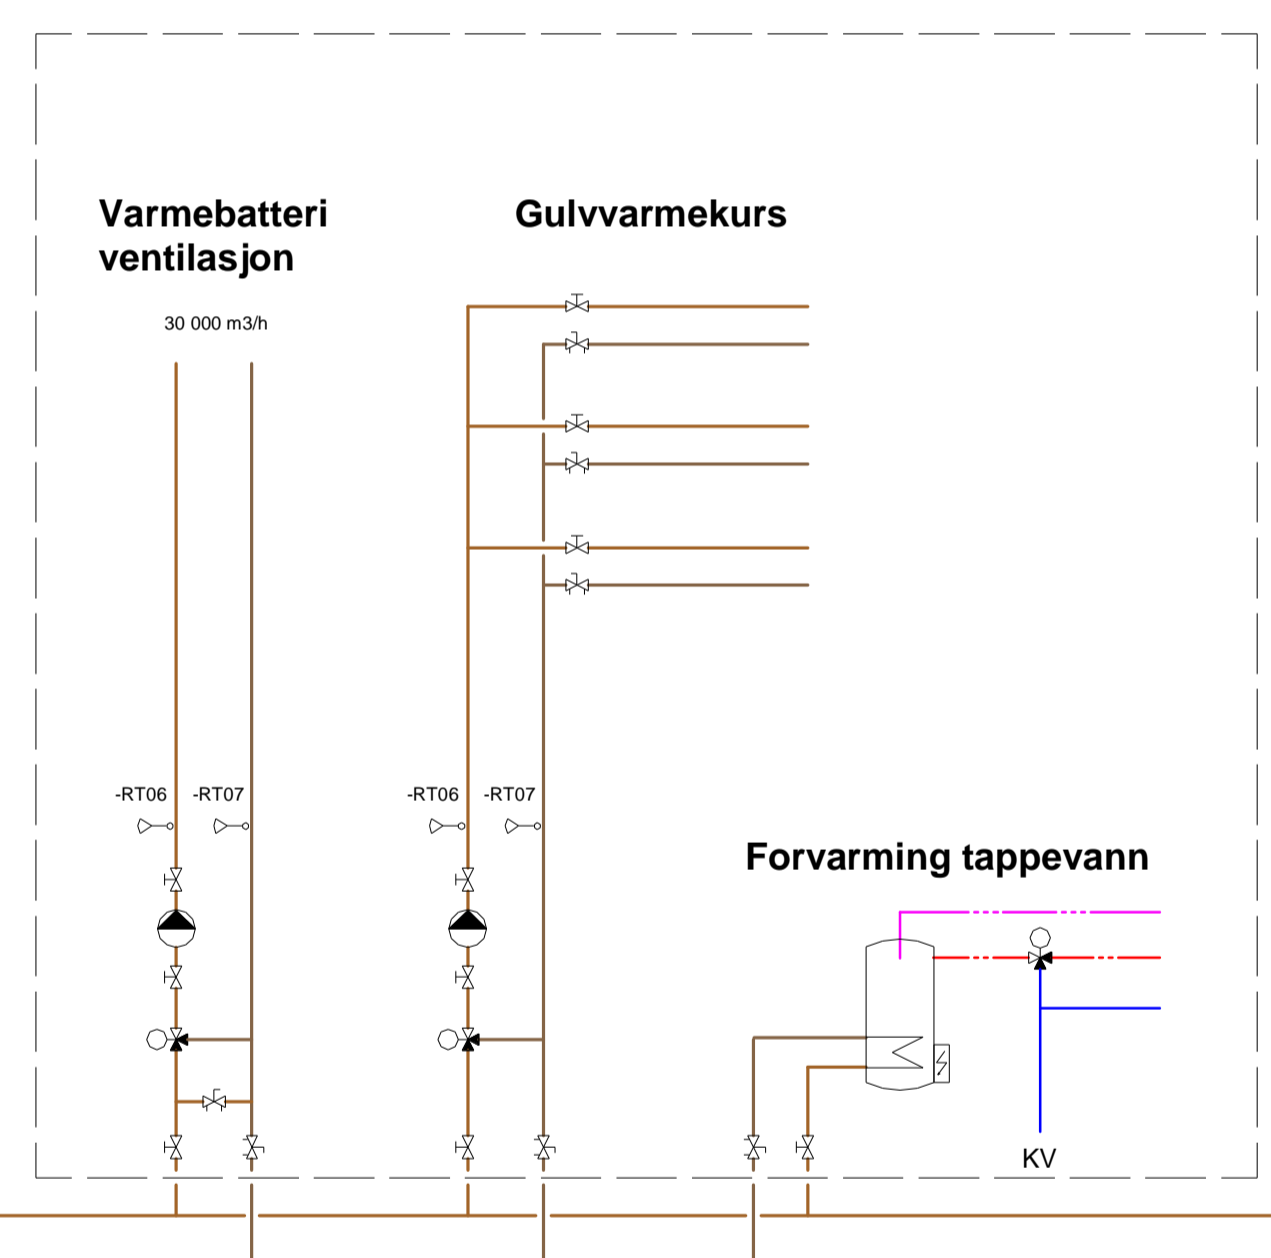 Varmebatteri
ventilasjon
Gulvvarmekurs
30 000 m3/h
-RT06
-RT07
-RT06
-RT07
Forvarming tappevann
KV